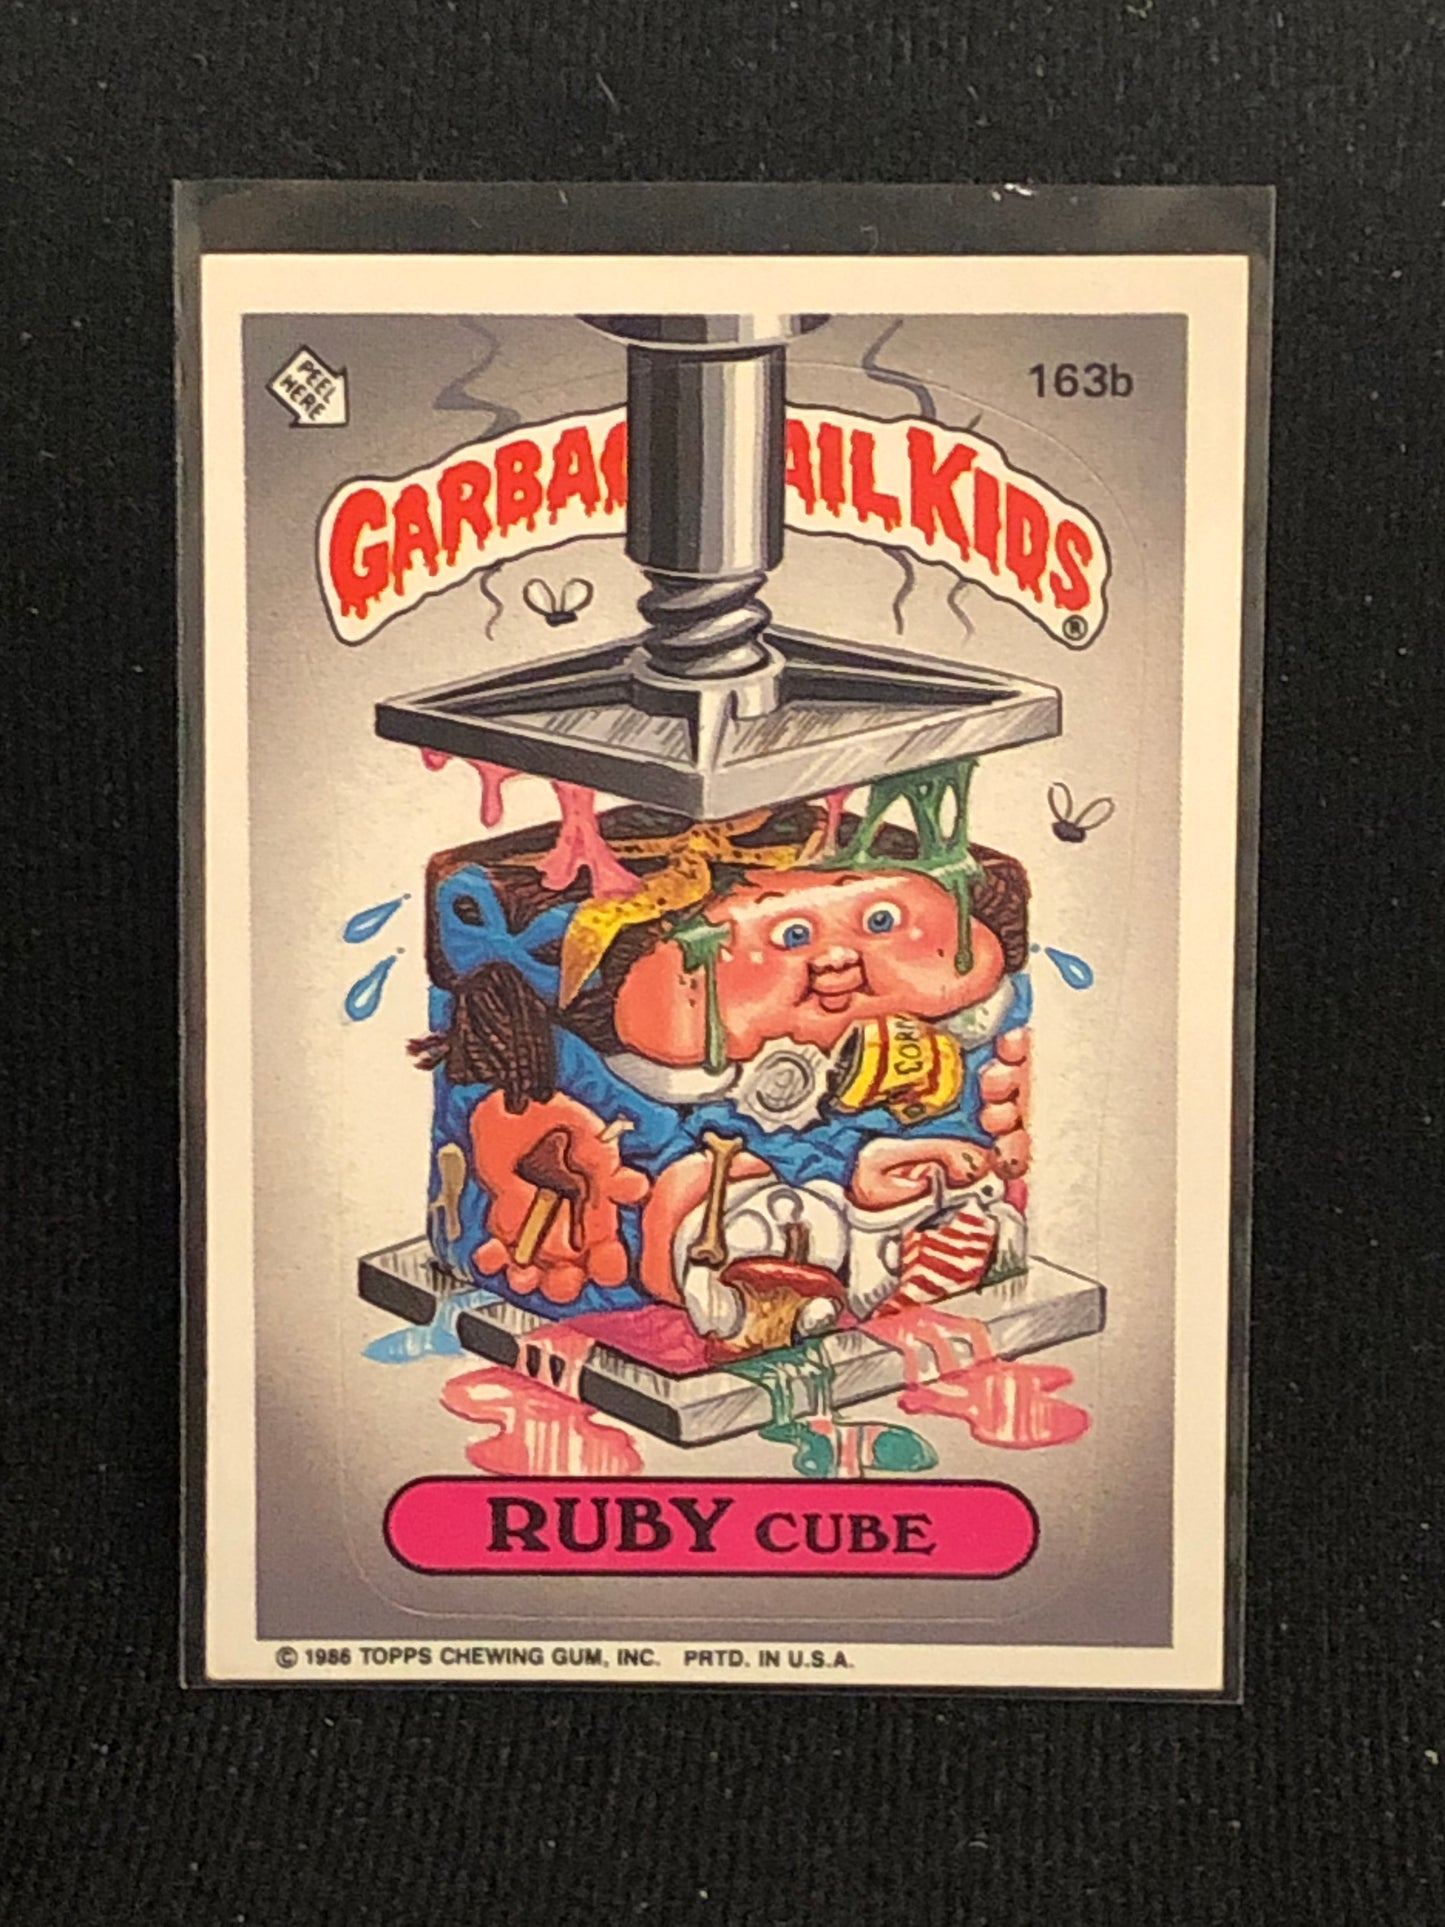 PEEL
HERE
163b
GARBAG AIL KIDS
®
CORN
RUBY CUBE
© 1986 TOPPS CHEWING GUM, INC. PRTD. IN U.S.A.